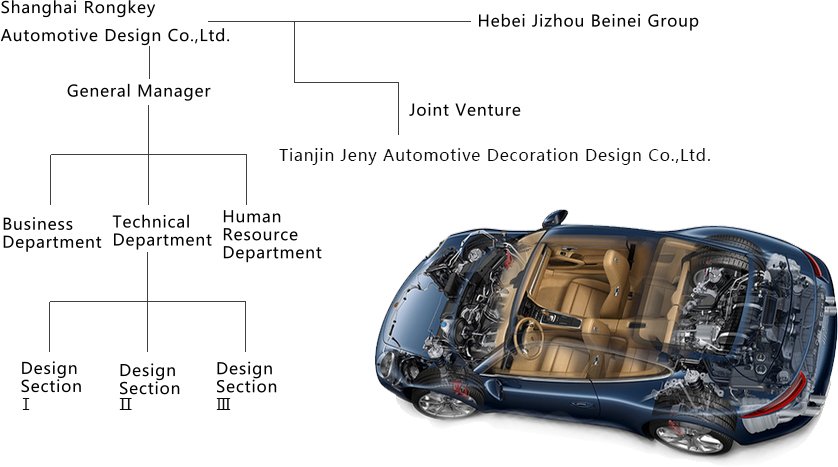 Shanghai Rongkey
Automotive Design Co.,Ltd.
Hebei Jizhou Beinei Group
General Manager
Joint Venture
Tianjin Jeny Automotive Decoration Design Co.,Ltd.
Business
Department
Technical
Department
Human
Resource
Department
Design
Section
Ⅰ
Design
Section
Ⅱ
Design
Section
Ⅲ